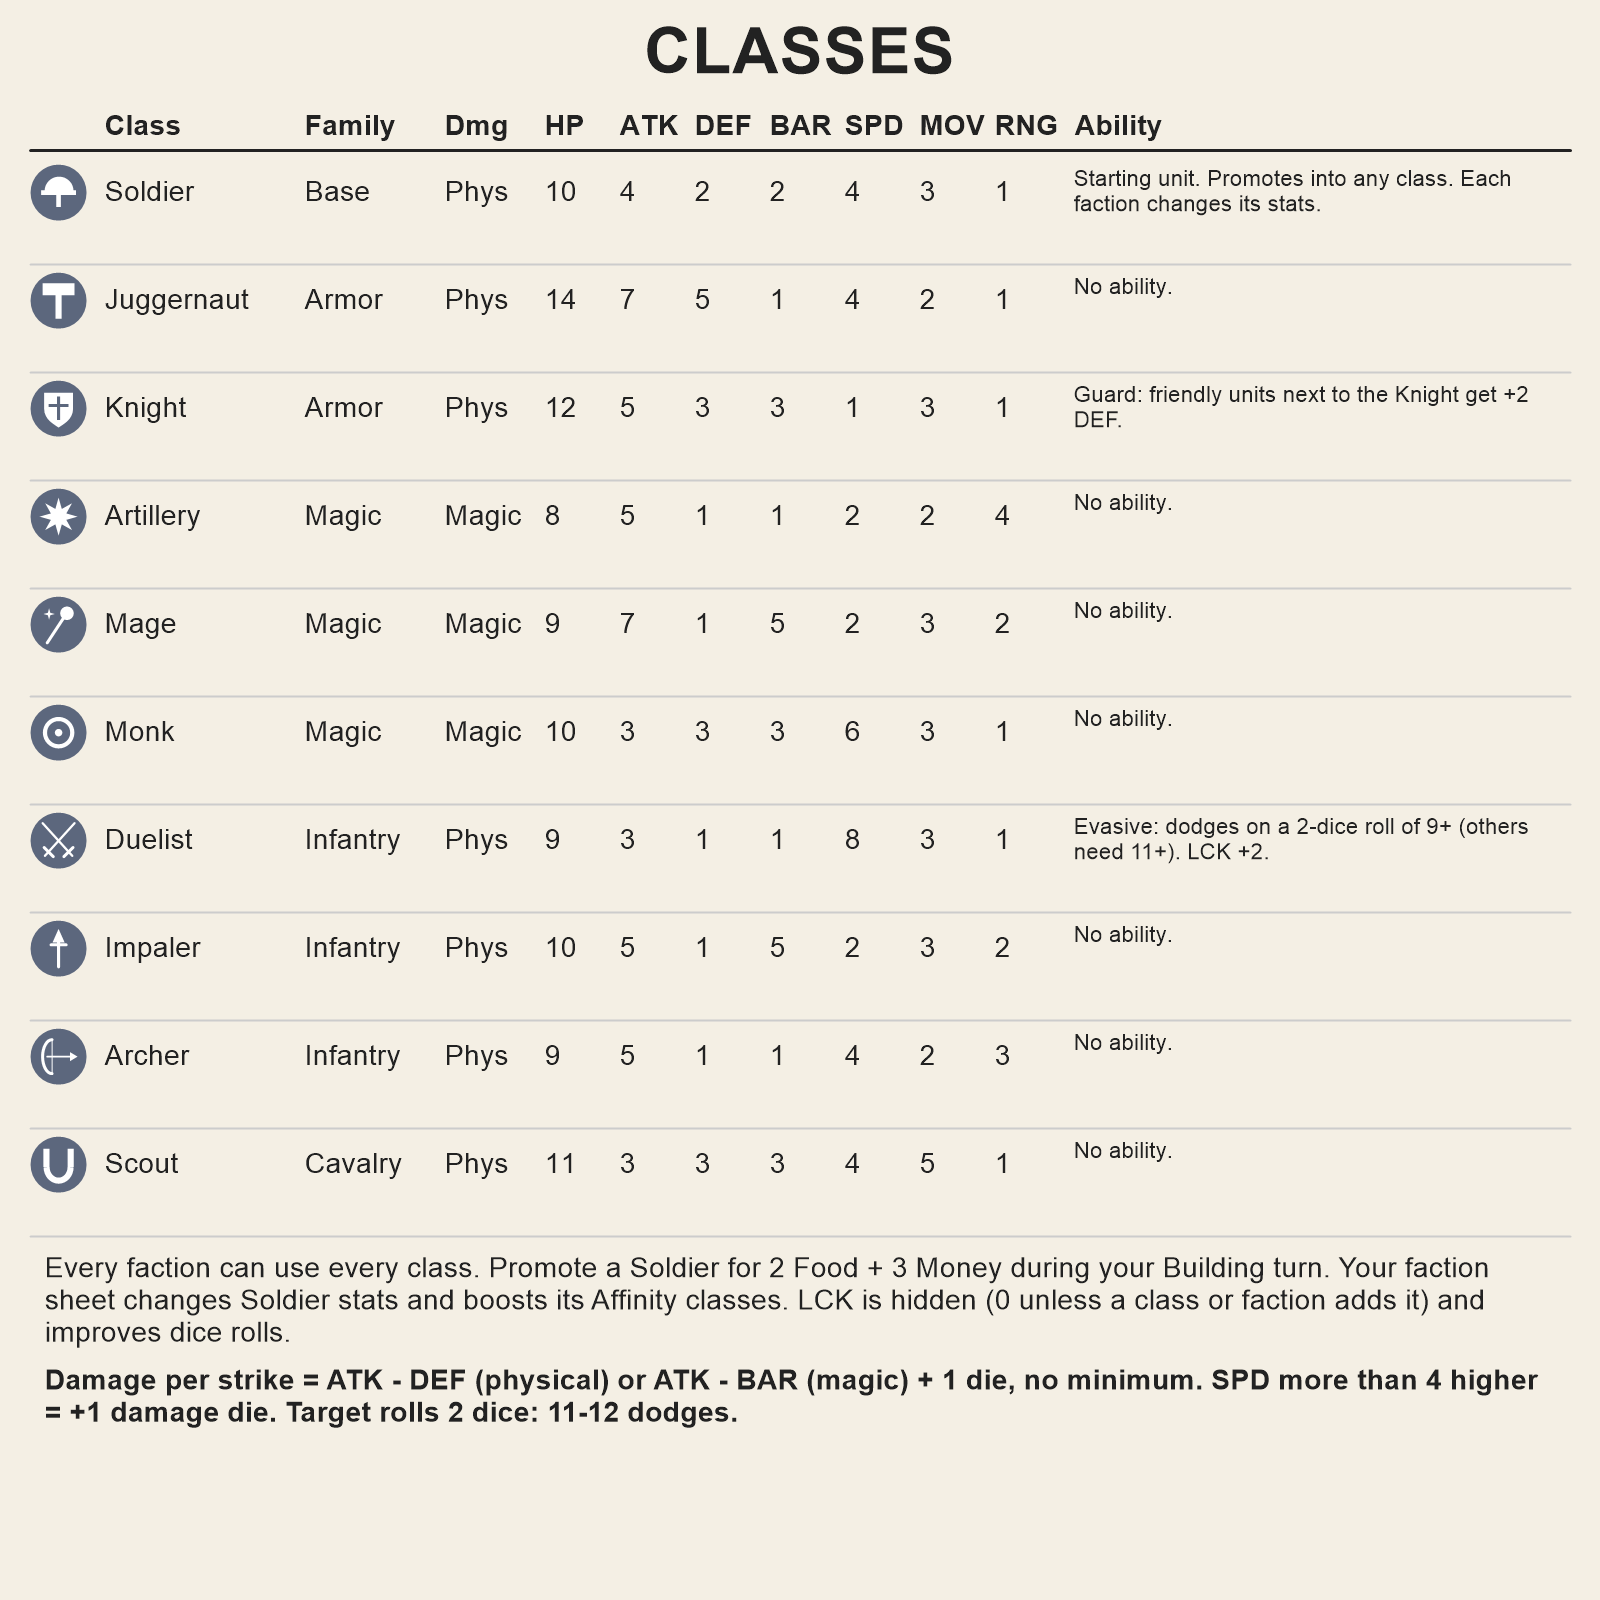 CLASSES
Class Family Dmg HP ATK DEF BAR SPD MOV RNG Ability
Soldier Base Phys 10 4 2 2 4 3 1 Starting unit. Promotes into any class. Each
faction changes its stats.
Juggernaut Armor Phys 14 7 5 1 4 2 1 No ability.
Knight Armor Phys 12 5 3 3 1 3 1 Guard: friendly units next to the Knight get +2
DEF.
Artillery Magic Magic 8 5 1 1 2 2 4 No ability.
Mage Magic Magic 9 7 1 5 2 3 2 No ability.
Monk Magic Magic 10 3 3 3 6 3 1 No ability.
Duelist Infantry Phys 9 3 1 1 8 3 1 Evasive: dodges on a 2-dice roll of 9+ (others
need 11+). LCK +2.
Impaler Infantry Phys 10 5 1 5 2 3 2 No ability.
Archer Infantry Phys 9 5 1 1 4 2 3 No ability.
Scout Cavalry Phys 11 3 3 3 4 5 1 No ability.
Every faction can use every class. Promote a Soldier for 2 Food + 3 Money during your Building turn. Your faction
sheet changes Soldier stats and boosts its Affinity classes. LCK is hidden (0 unless a class or faction adds it) and
improves dice rolls.
Damage per strike = ATK - DEF (physical) or ATK - BAR (magic) + 1 die, no minimum. SPD more than 4 higher
= +1 damage die. Target rolls 2 dice: 11-12 dodges.